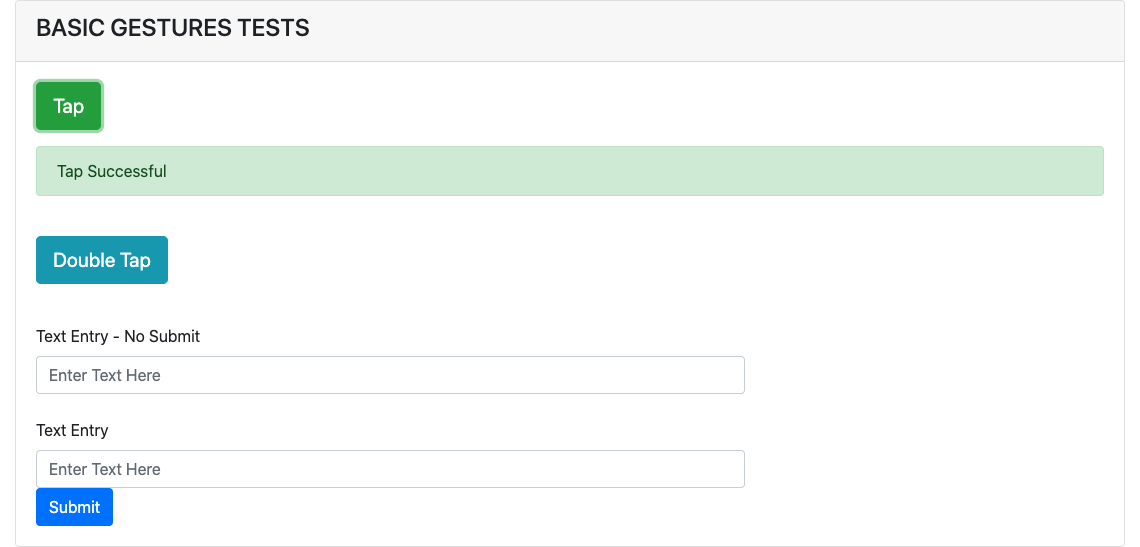 BASIC GESTURES TESTS
Tap
Tap Successful
Double Tap
Text Entry - No Submit
Enter Text Here
Text Entry
Enter Text Here
Submit